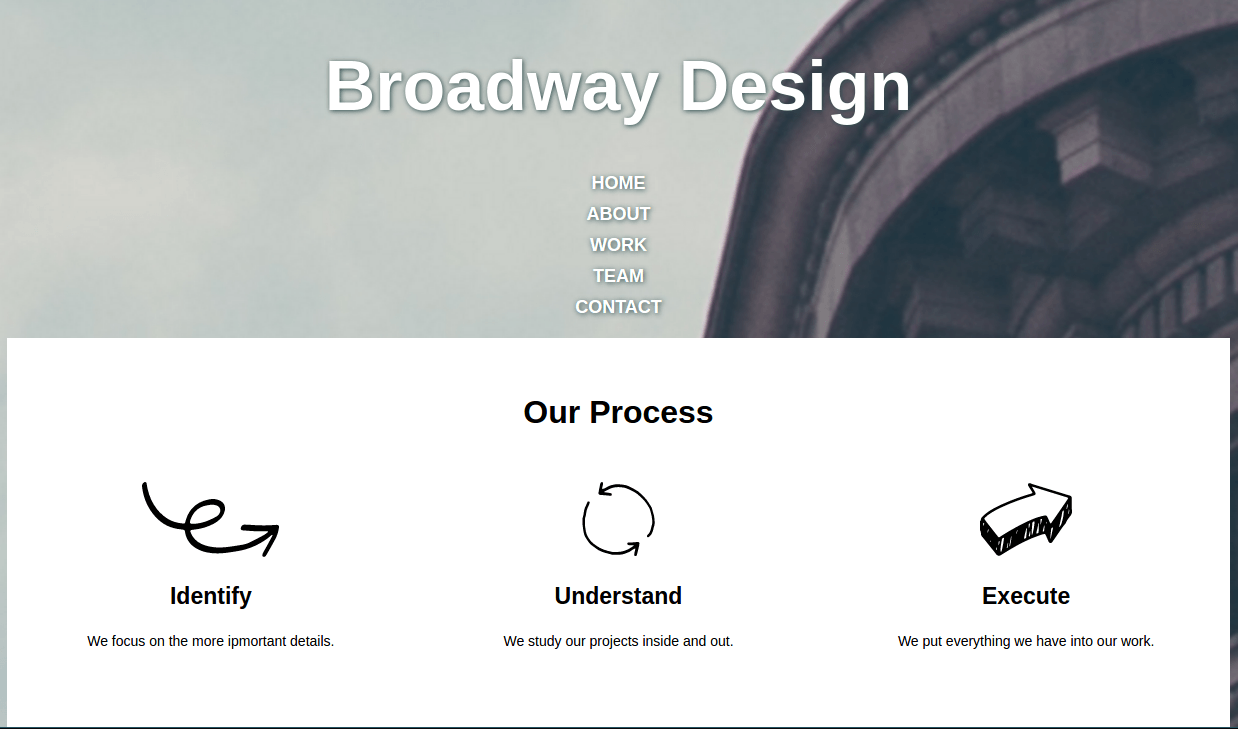 Broadway Design
HOME
ABOUT
WORK
TEAM
CONTACT
Our Process
Identify
Understand
Execute
We focus on the more ipmortant details.
We study our projects inside and out.
We put everything we have into our work.